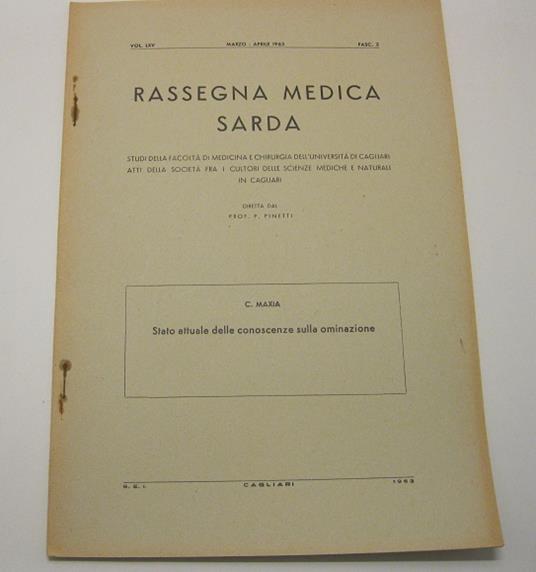 VOL. LXV MARZO - APRILE 1963 FASC. 2
RASSEGNA MEDICA
SARDA
STUDI DELLA FACOLTÀ DI MEDICINA E CHIRURGIA DELL'UNIVERSITÀ DI CAGLIARI
ATTI DELLA SOCIETÀ FRA I CULTORI DELLE SCIENZE MEDICHE E NATURALI
IN CAGLIARI
DIRETTA DAL
PROF. P. PINETTI
C. MAXIA
Stato attuale delle conoscenze sulla ominazione
S. E. I. CAGLIARI 1963